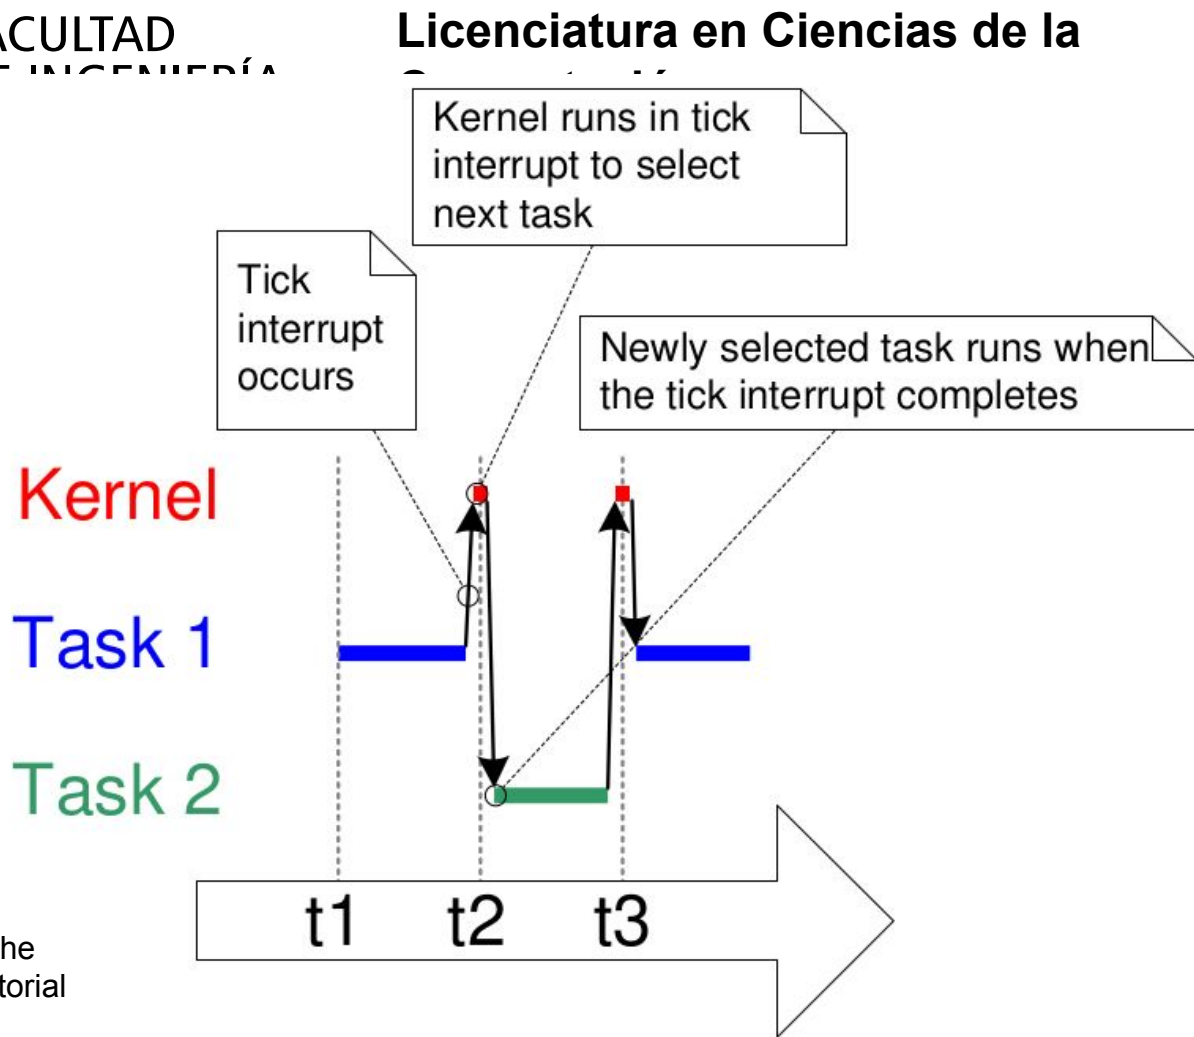 ACULTAD
Licenciatura en Ciencias de la
Kernel runs in tick
interrupt to select
next task
Tick
interrupt
occurs
Newly selected task runs when
the tick interrupt completes
Kernel
Task 1
Task 2
t1 t2 t3
he
torial